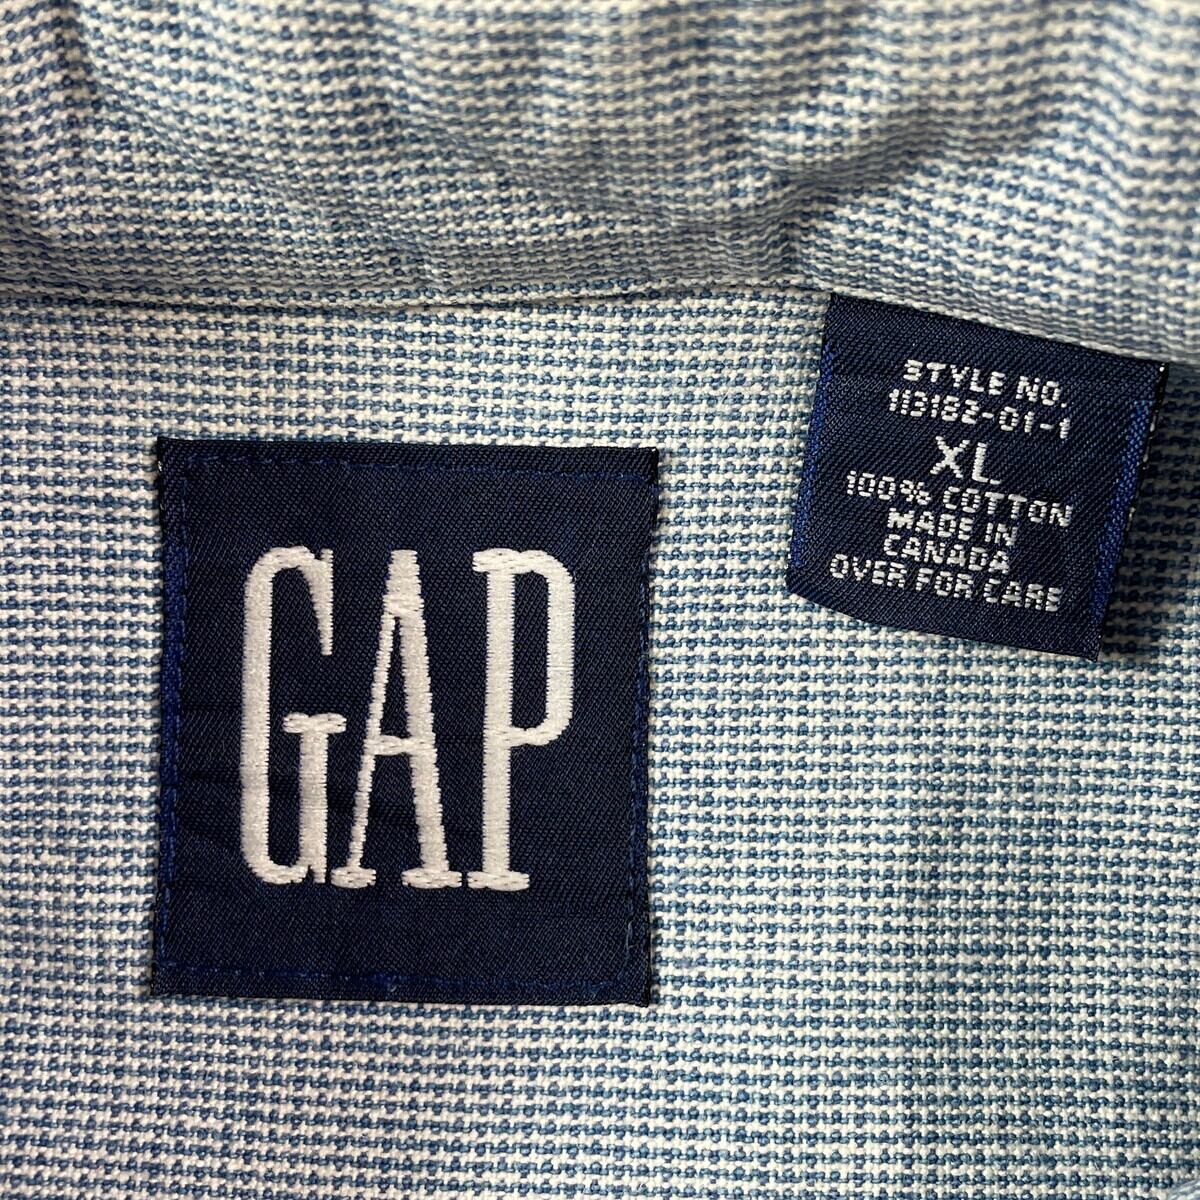 GAP
STYLE NO.
113182-01-1
XL
100% COTTON
MADE IN
CANADA
OVER FOR CARE